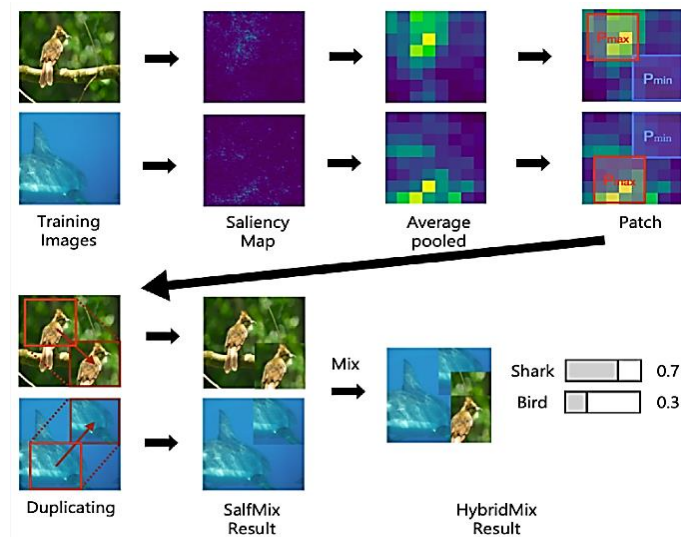 Pmax
Pmin
Pmin
Pmax
Training
Images
Saliency
Map
Average
pooled
Patch
Mix
Shark 0.7
Bird 0.3
Duplicating
SalfMix
Result
HybridMix
Result